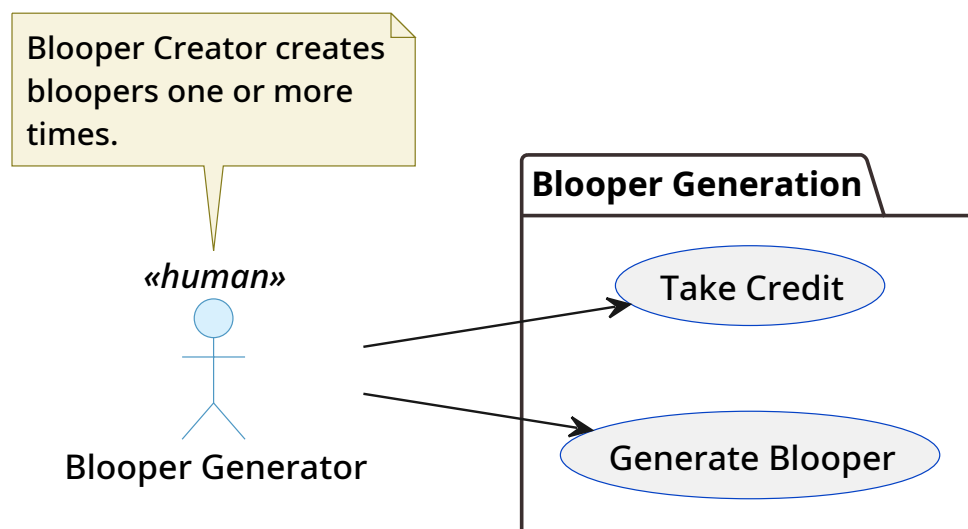 Blooper Creator creates
bloopers one or more
times.
Blooper Generation
«human»
Take Credit
Generate Blooper
Blooper Generator